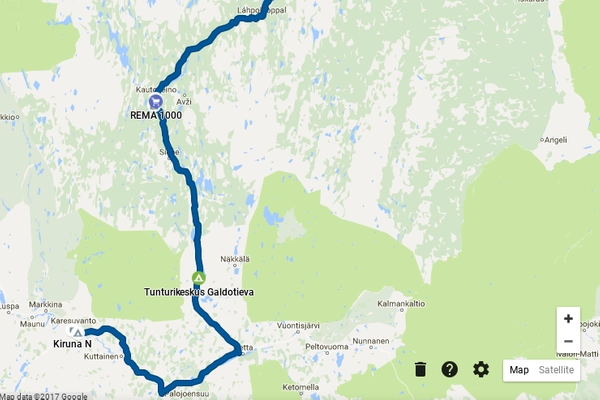 Láhpoluoppal
Kautokeino
Avži
REMA 1000
Angeli
Siebe
Näkkälä
Tunturikeskus Galdotieva
Kalmankaltio
Markkina
Maunu
Karesuvanto
Kiruna N
Kuttainen
Vuontisjärvi
Peltovuoma
Nunnanen
Palojoensuu
Ketomella
+
−
?
Map
Satellite
Map data ©2017 Google